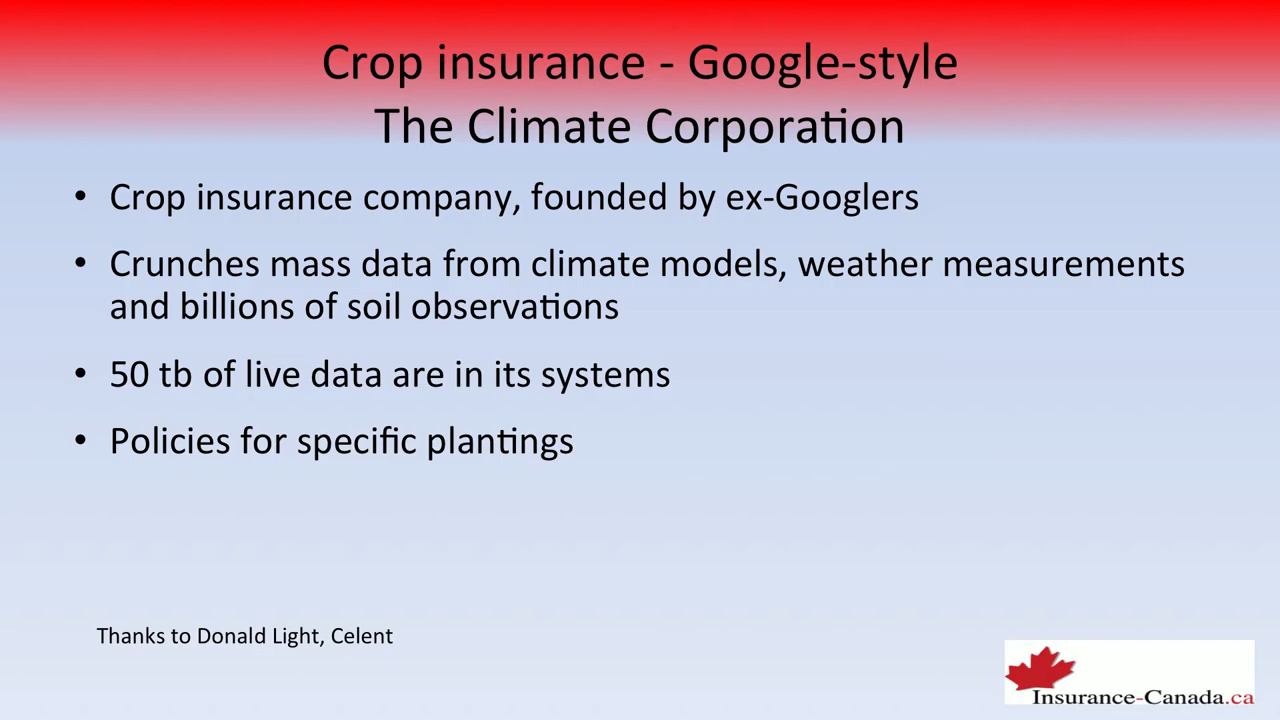 Crop insurance - Google-style
The Climate Corporation
• Crop insurance company, founded by ex-Googlers
• Crunches mass data from climate models, weather measurements
and billions of soil observations
• 50 tb of live data are in its systems
• Policies for specific plantings
Thanks to Donald Light, Celent
Insurance-Canada.ca